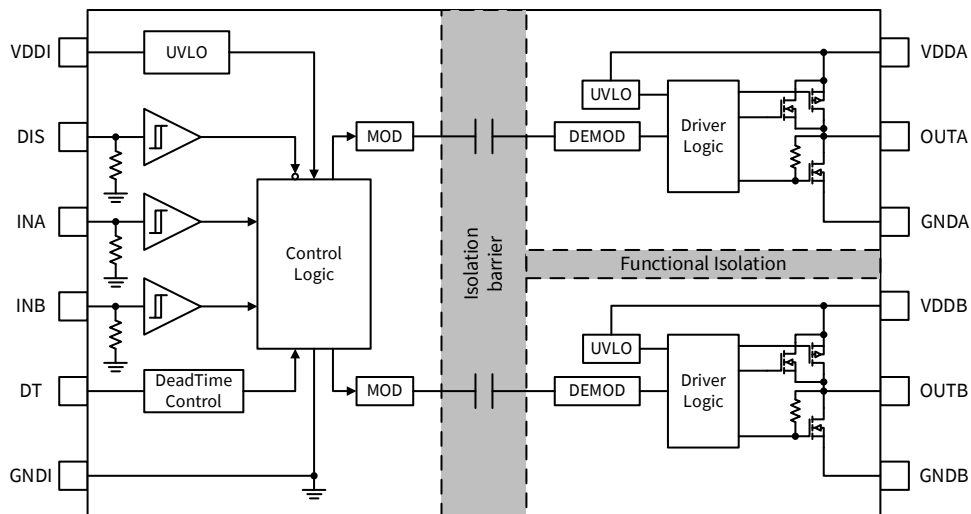 VDDI
UVLO
DIS
INA
INB
DT
DeadTime
Control
GNDI
Control
Logic
MOD
MOD
Isolation
barrier
DEMOD
UVLO
Driver
Logic
VDDA
OUTA
GNDA
Functional Isolation
DEMOD
UVLO
Driver
Logic
VDDB
OUTB
GNDB